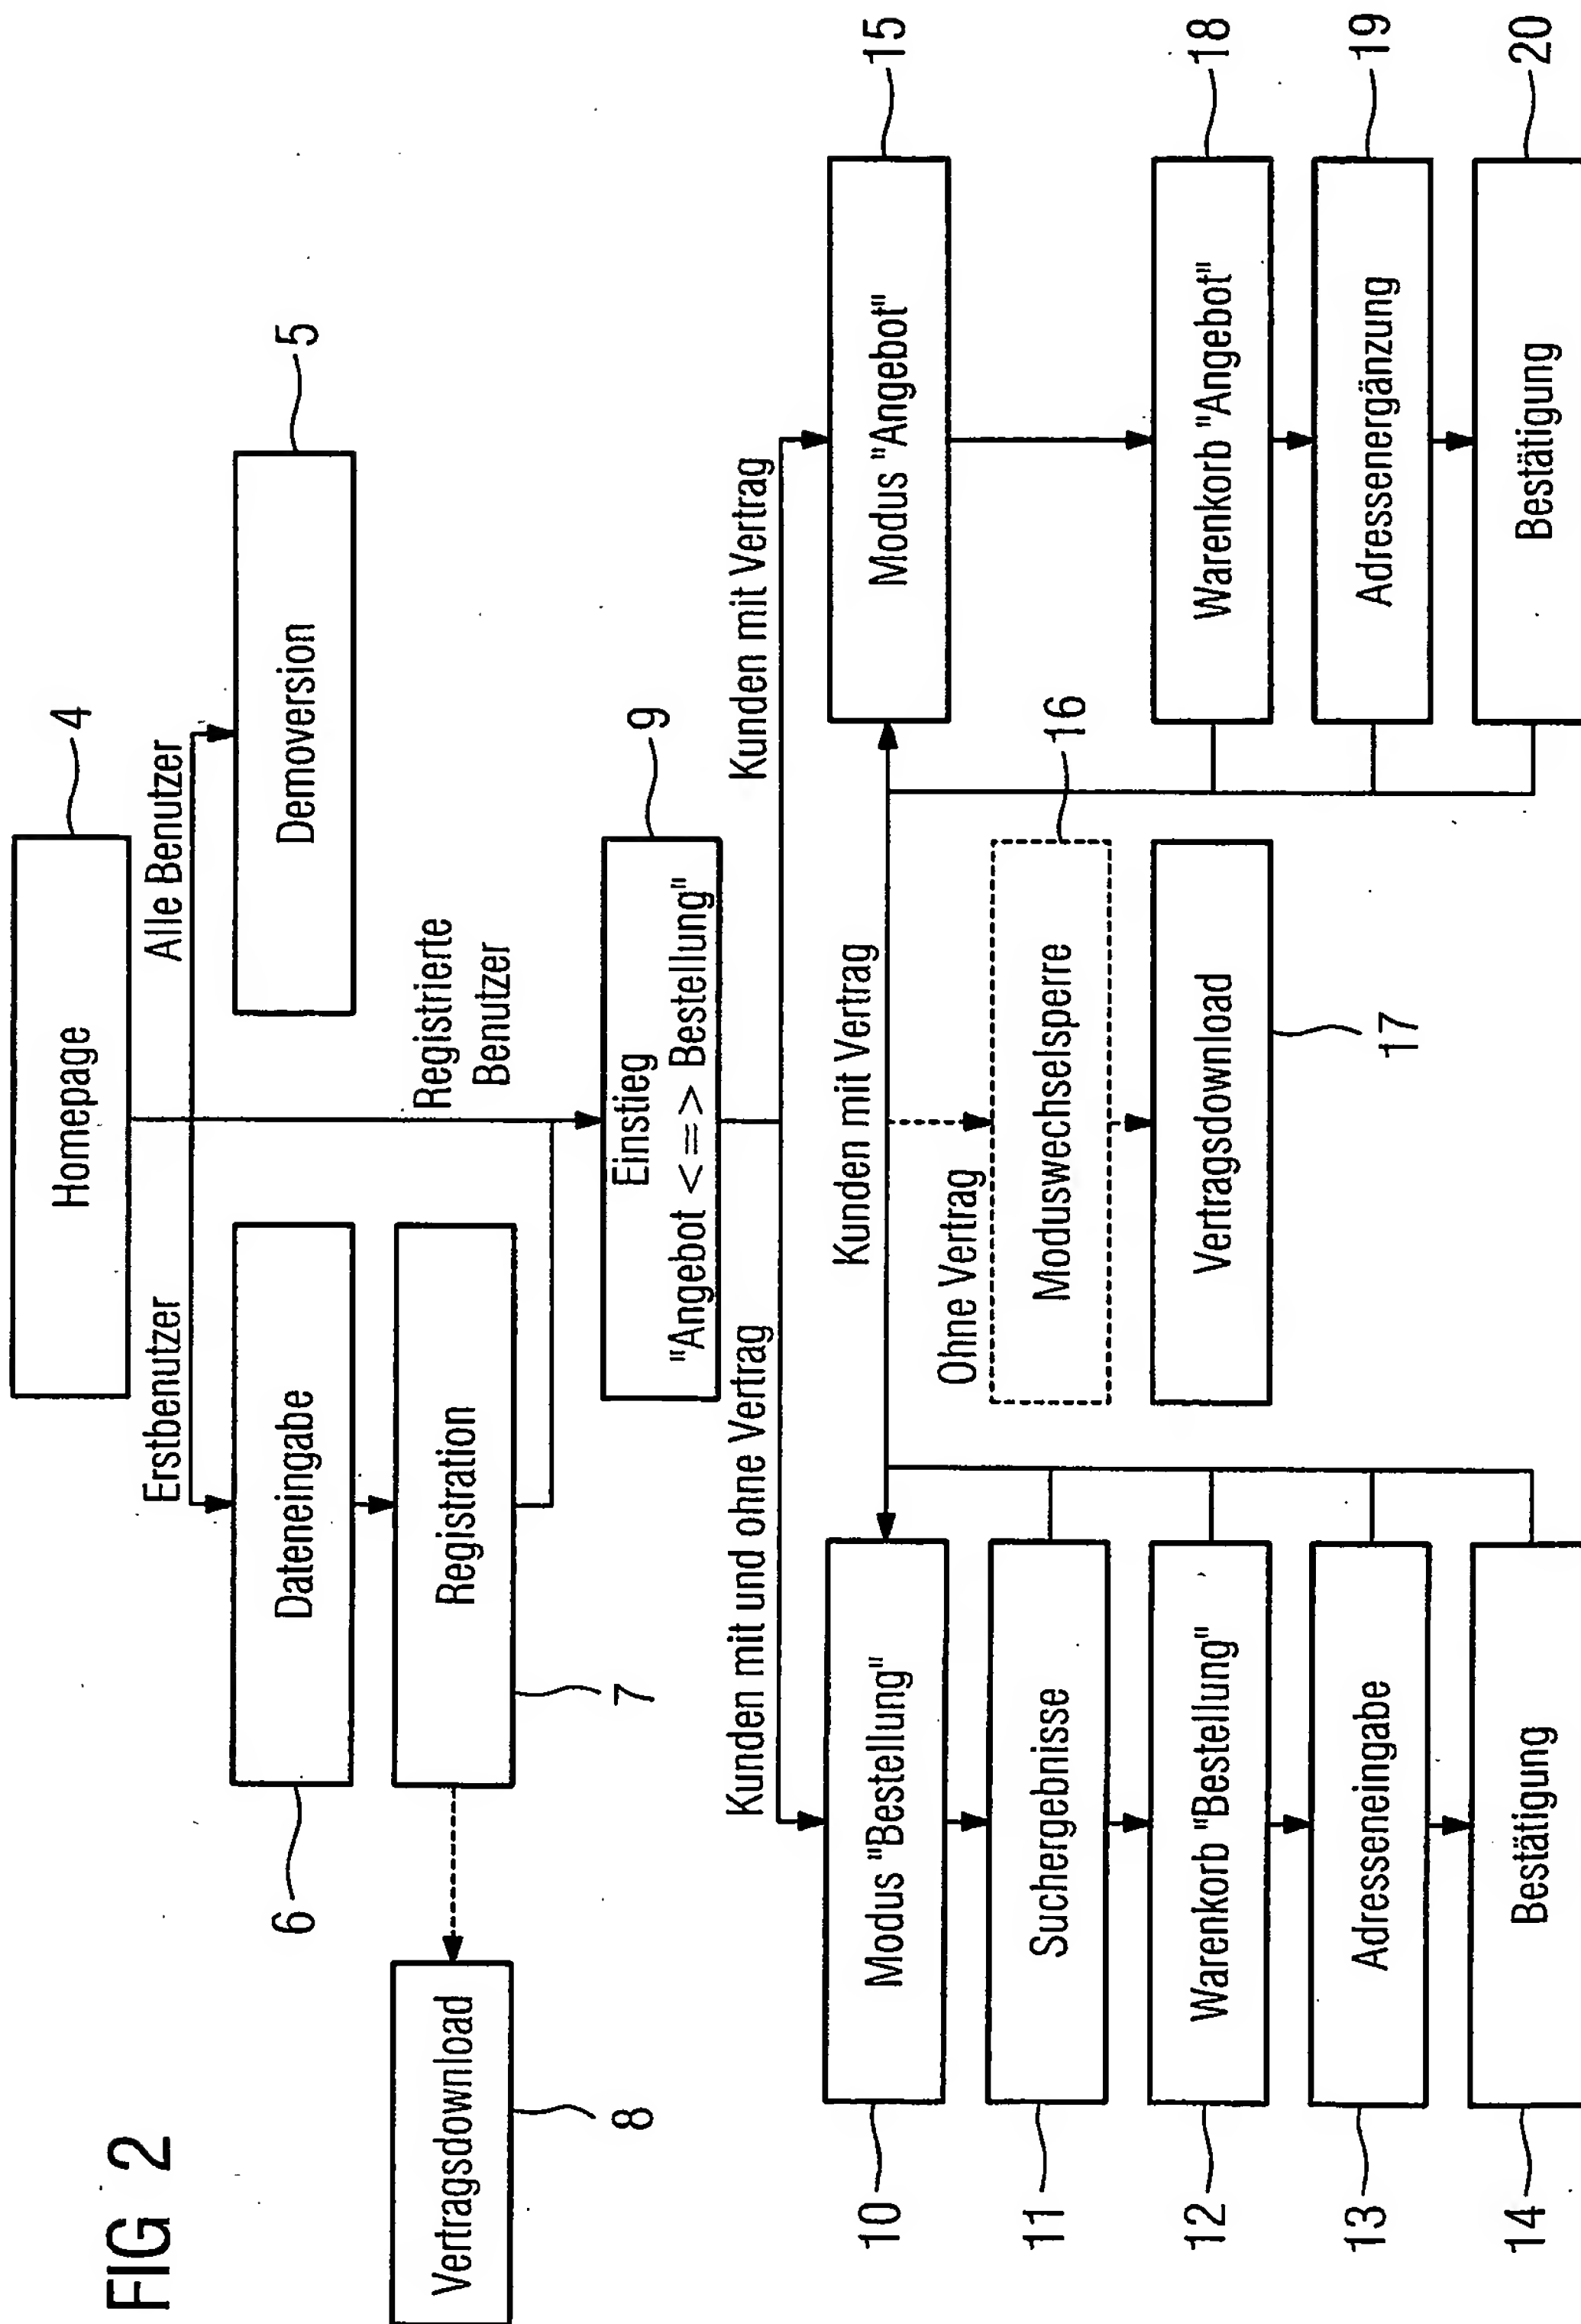 FIG 2
Homepage
4
Erstbenutzer
Alle Benutzer
Dateneingabe
6
Demoversion
5
Registration
7
Vertragsdownload
8
Registrierte
Benutzer
Einstieg
"Angebot <=> Bestellung"
9
Kunden mit und ohne Vertrag
Kunden mit Vertrag
Modus "Bestellung"
10
Kunden mit Vertrag
Modus "Angebot"
15
Suchergebnisse
11
Ohne Vertrag
Moduswechselsperre
16
Warenkorb "Bestellung"
12
Vertragsdownload
17
Warenkorb "Angebot"
18
Adresseneingabe
13
Adressenergänzung
19
Bestätigung
14
Bestätigung
20